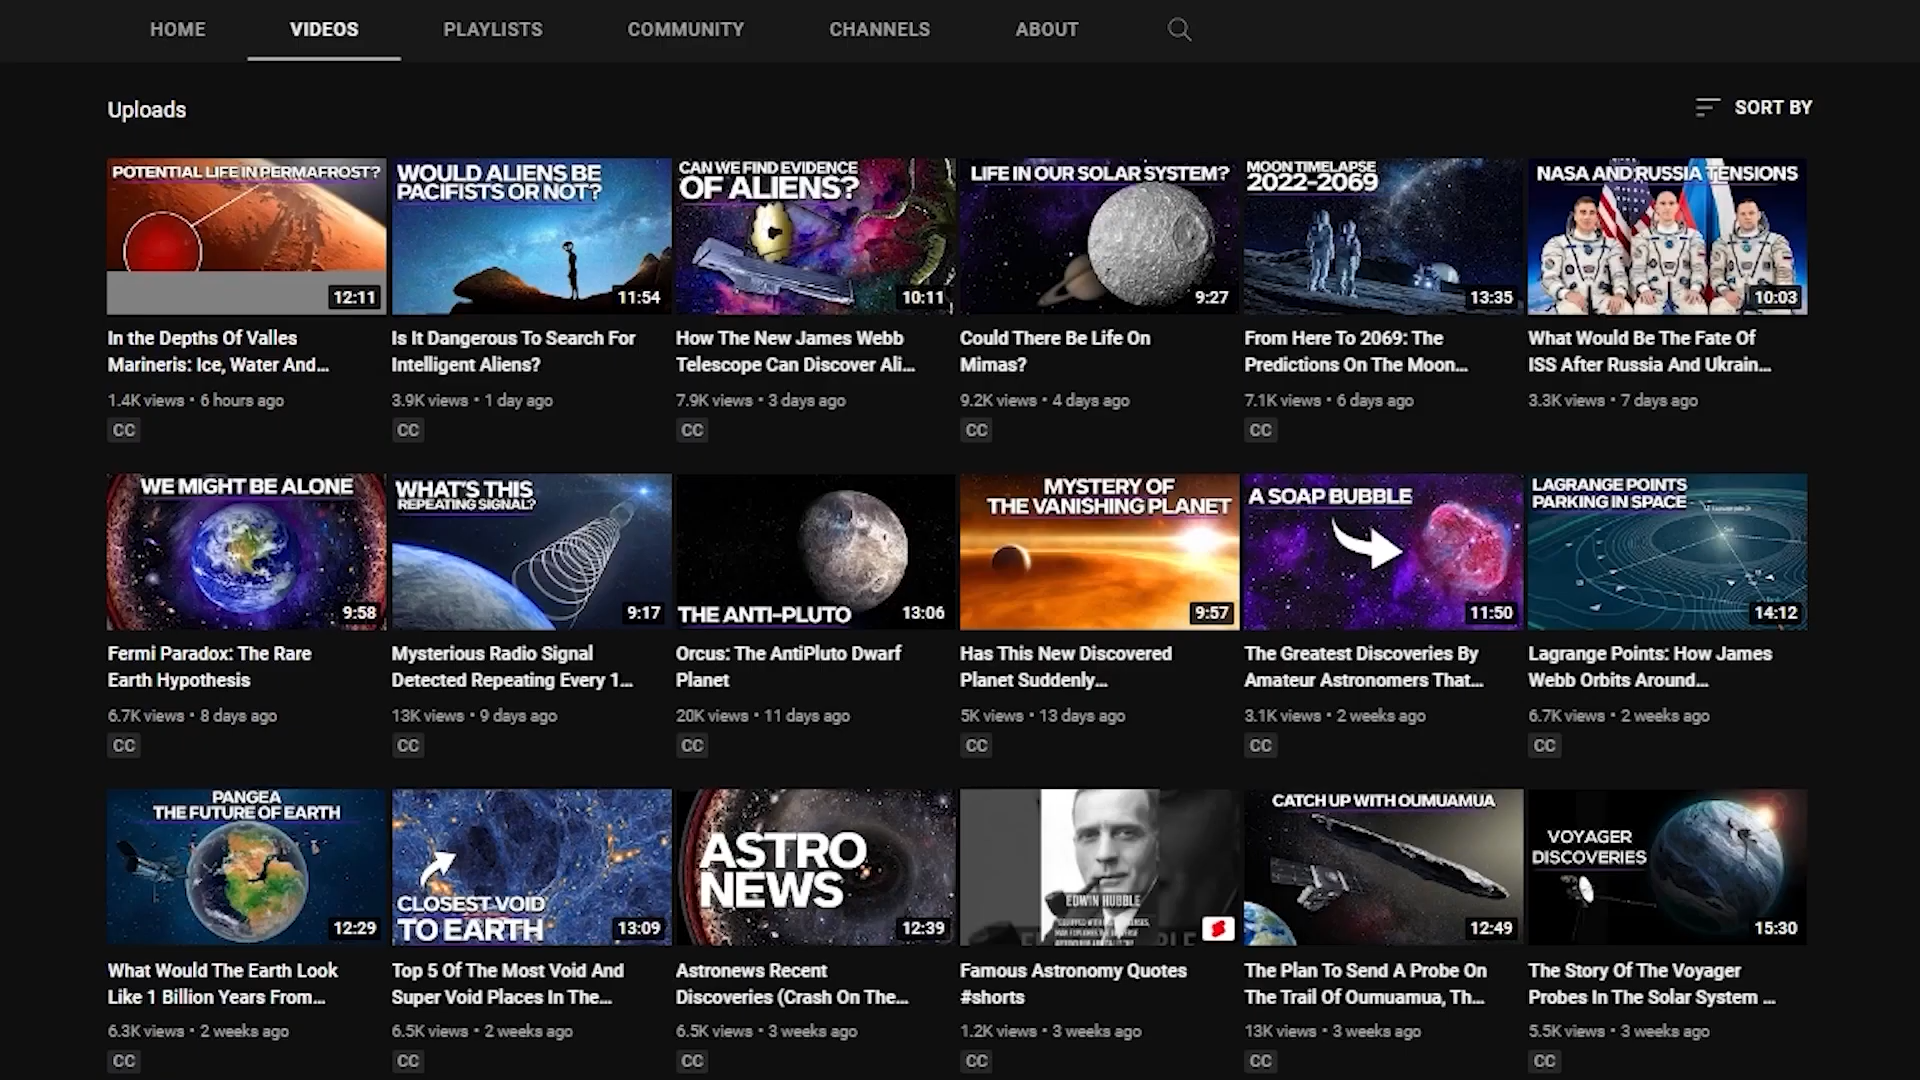 HOME
VIDEOS
PLAYLISTS
COMMUNITY
CHANNELS
ABOUT
Uploads
SORT BY
POTENTIAL LIFE IN PERMAFROST?
12:11
WOULD ALIENS BE
PACIFISTS OR NOT?
11:54
CAN WE FIND EVIDENCE
OF ALIENS?
10:11
LIFE IN OUR SOLAR SYSTEM?
9:27
MOON TIMELAPSE
2022-2069
13:35
NASA AND RUSSIA TENSIONS
10:03
In the Depths Of Valles
Marineris: Ice, Water And...
1.4K views • 6 hours ago
CC
Is It Dangerous To Search For
Intelligent Aliens?
3.9K views • 1 day ago
CC
How The New James Webb
Telescope Can Discover Ali...
7.9K views • 3 days ago
CC
Could There Be Life On
Mimas?
9.2K views • 4 days ago
CC
From Here To 2069: The
Predictions On The Moon...
7.1K views • 6 days ago
CC
What Would Be The Fate Of
ISS After Russia And Ukrain...
3.3K views • 7 days ago
WE MIGHT BE ALONE
9:58
WHAT'S THIS
REPEATING SIGNAL?
9:17
THE ANTI-PLUTO
13:06
MYSTERY OF
THE VANISHING PLANET
9:57
A SOAP BUBBLE
11:50
LAGRANGE POINTS
PARKING IN SPACE
14:12
Fermi Paradox: The Rare
Earth Hypothesis
6.7K views • 8 days ago
CC
Mysterious Radio Signal
Detected Repeating Every 1...
13K views • 9 days ago
CC
Orcus: The AntiPluto Dwarf
Planet
20K views • 11 days ago
CC
Has This New Discovered
Planet Suddenly...
5K views • 13 days ago
CC
The Greatest Discoveries By
Amateur Astronomers That...
3.1K views • 2 weeks ago
CC
Lagrange Points: How James
Webb Orbits Around...
6.7K views • 2 weeks ago
CC
PANGEA
THE FUTURE OF EARTH
12:29
CLOSEST VOID
TO EARTH
13:09
ASTRO
NEWS
12:39
EDWIN HUBBLE
CATCH UP WITH OUMUAMUA
12:49
VOYAGER
DISCOVERIES
15:30
What Would The Earth Look
Like 1 Billion Years From...
6.3K views • 2 weeks ago
CC
Top 5 Of The Most Void And
Super Void Places In The...
6.5K views • 2 weeks ago
CC
Astronews Recent
Discoveries (Crash On The...
6.5K views • 3 weeks ago
CC
Famous Astronomy Quotes
#shorts
1.2K views • 3 weeks ago
CC
The Plan To Send A Probe On
The Trail Of Oumuamua, Th...
13K views • 3 weeks ago
CC
The Story Of The Voyager
Probes In The Solar System ...
5.5K views • 3 weeks ago
CC